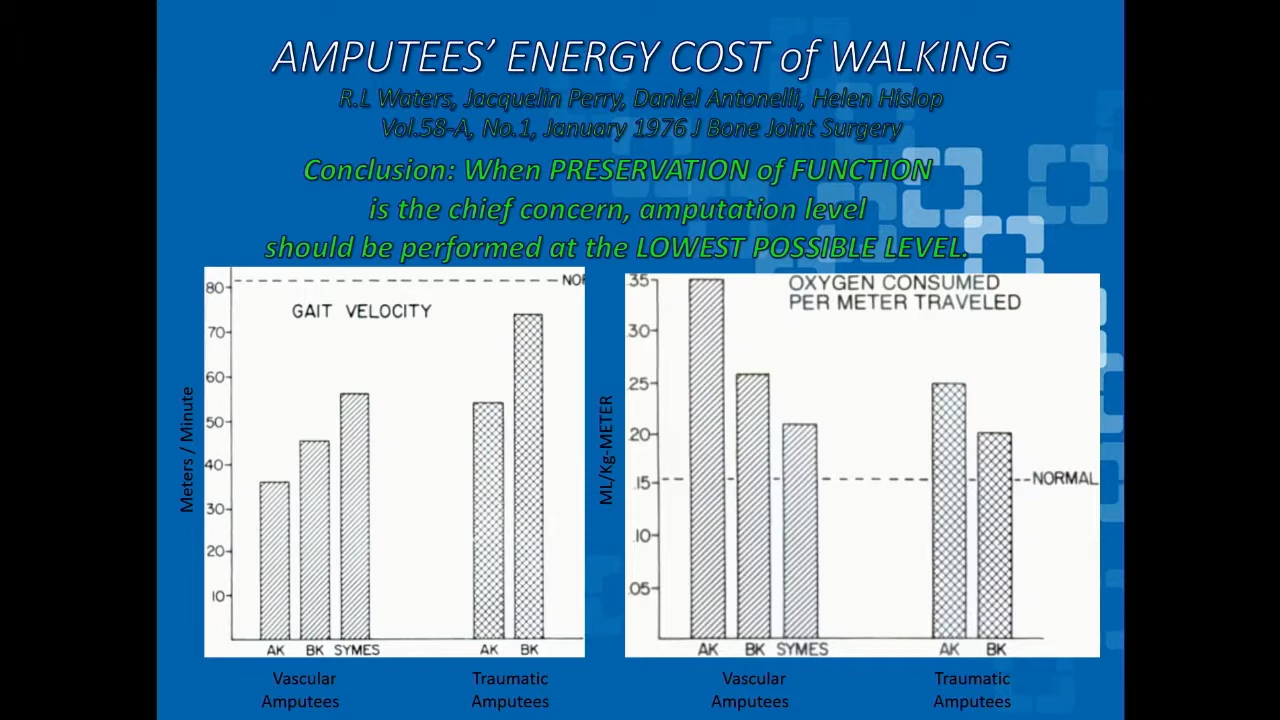 AMPUTEES' ENERGY COST of WALKING
R.L Waters, Jacquelin Perry, Daniel Antonelli, Helen Hislop
Vol.58-A, No.1, January 1976 J Bone Joint Surgery
Conclusion: When PRESERVATION of FUNCTION
is the chief concern, amputation level
should be performed at the LOWEST POSSIBLE LEVEL.
Meters / Minute
80
70
60
50
40
30
20
10
GAIT VELOCITY
AK BK SYMES AK BK
Vascular
Amputees
Traumatic
Amputees
ML/Kg-METER
.35
.30
.25
.20
.15
.10
.05
OXYGEN CONSUMED
PER METER TRAVELED
NORMAL
AK BK SYMES AK BK
Vascular
Amputees
Traumatic
Amputees